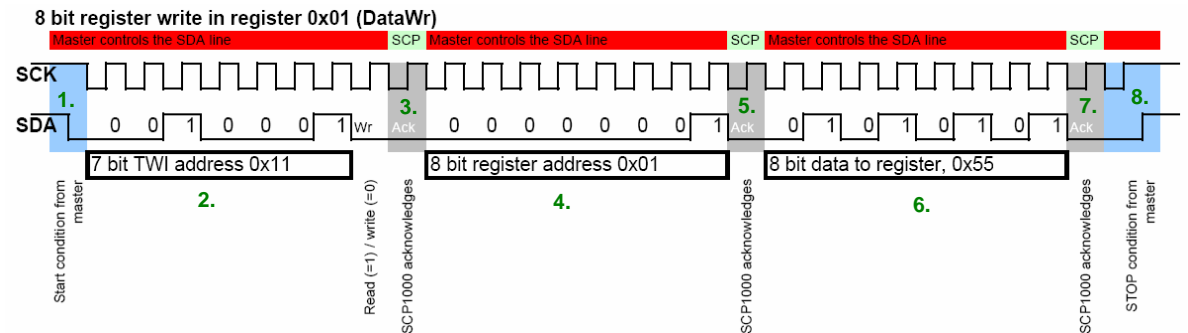 8 bit register write in register 0x01 (DataWr)
Master controls the SDA line
SCP
Master controls the SDA line
SCP
Master controls the SDA line
SCP
SCK
1.
3.
5.
7.
8.
SDA
0 0 1 0 0 0 1 Wr Ack 0 0 0 0 0 0 0 1 Ack 0 1 0 1 0 1 0 1 Ack
7 bit TWI address 0x11
8 bit register address 0x01
8 bit data to register, 0x55
2.
4.
6.
Start condition from
master
Read (=1) / write (=0)
SCP1000 acknowledges
SCP1000 acknowledges
SCP1000 acknowledges
STOP condition from
master